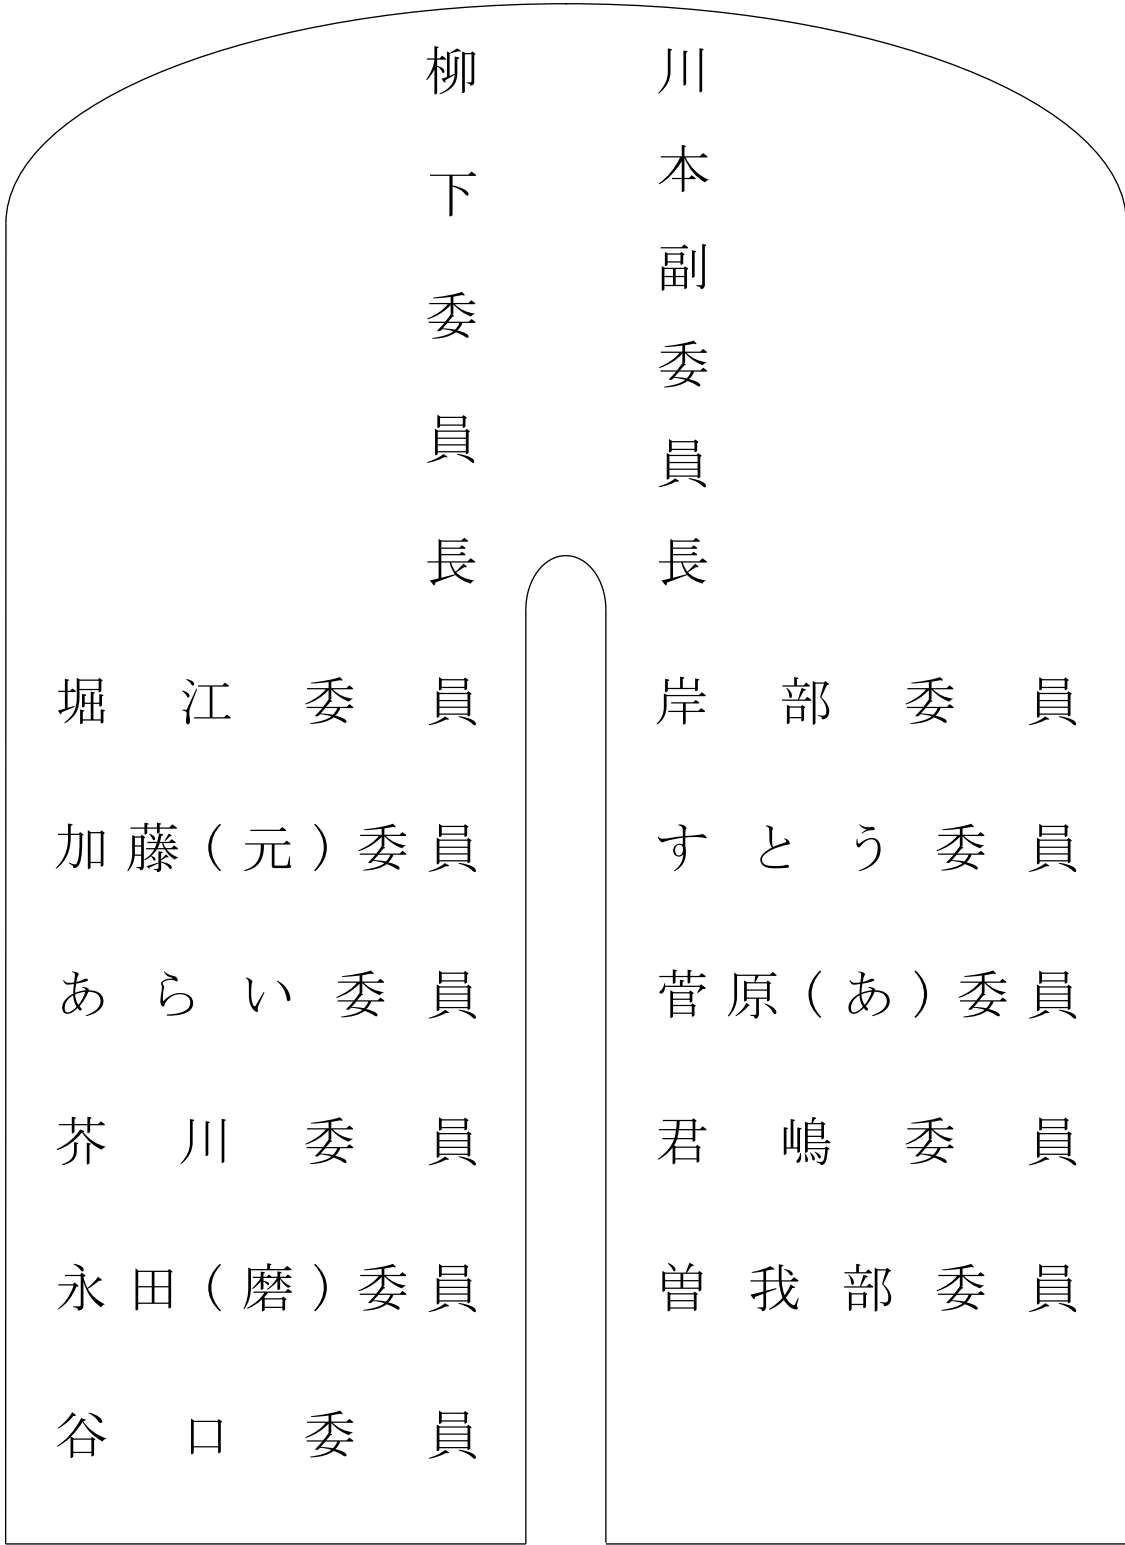 川本副委員長
柳下委員長
堀江委員
岸部委員
加藤(元)委員
すとう委員
あらい委員
菅原(あ)委員
芥川委員
君嶋委員
永田(磨)委員
曽我部委員
谷口委員